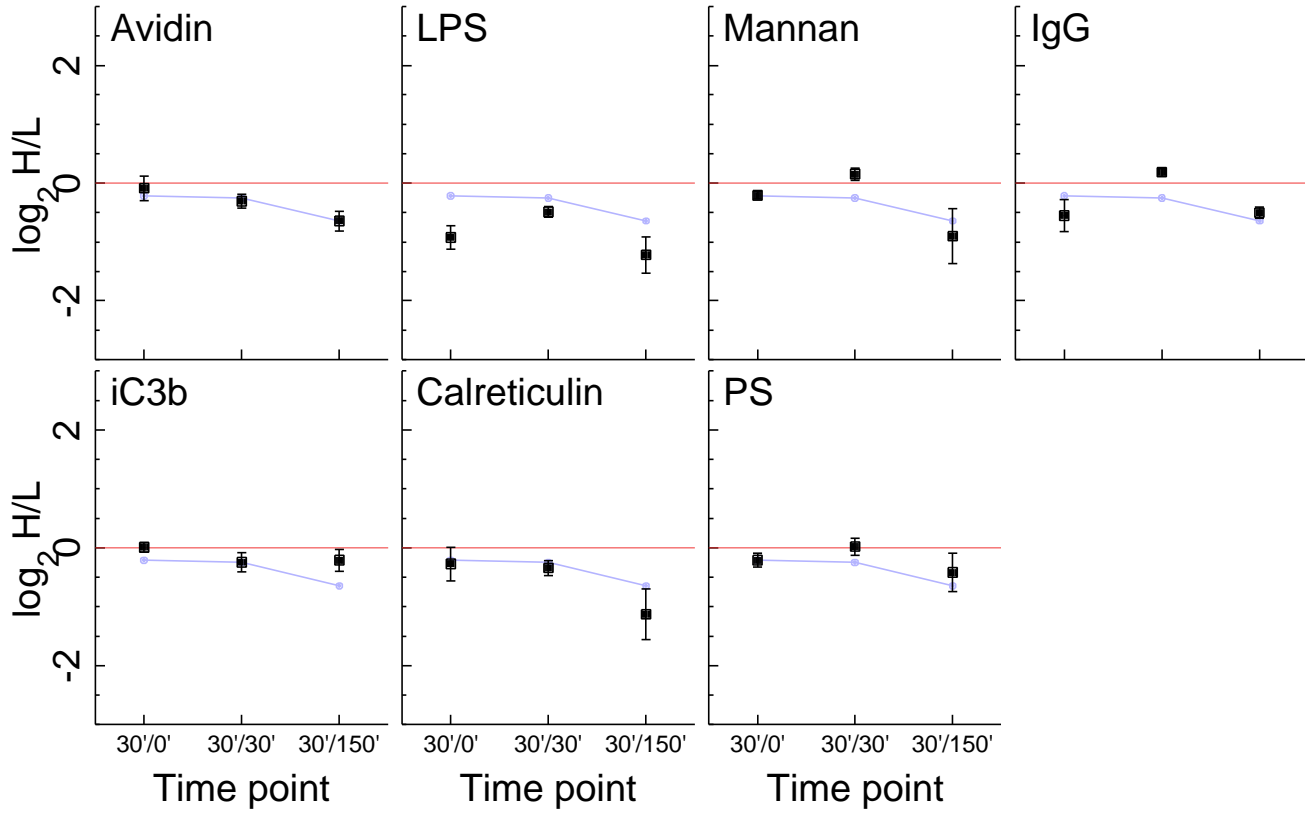 Avidin
LPS
Mannan
IgG
2
0
-2
log2 H/L
iC3b
Calreticulin
PS
2
0
-2
log2 H/L
30'/0' 30'/30' 30'/150'
30'/0' 30'/30' 30'/150'
30'/0' 30'/30' 30'/150'
Time point
Time point
Time point